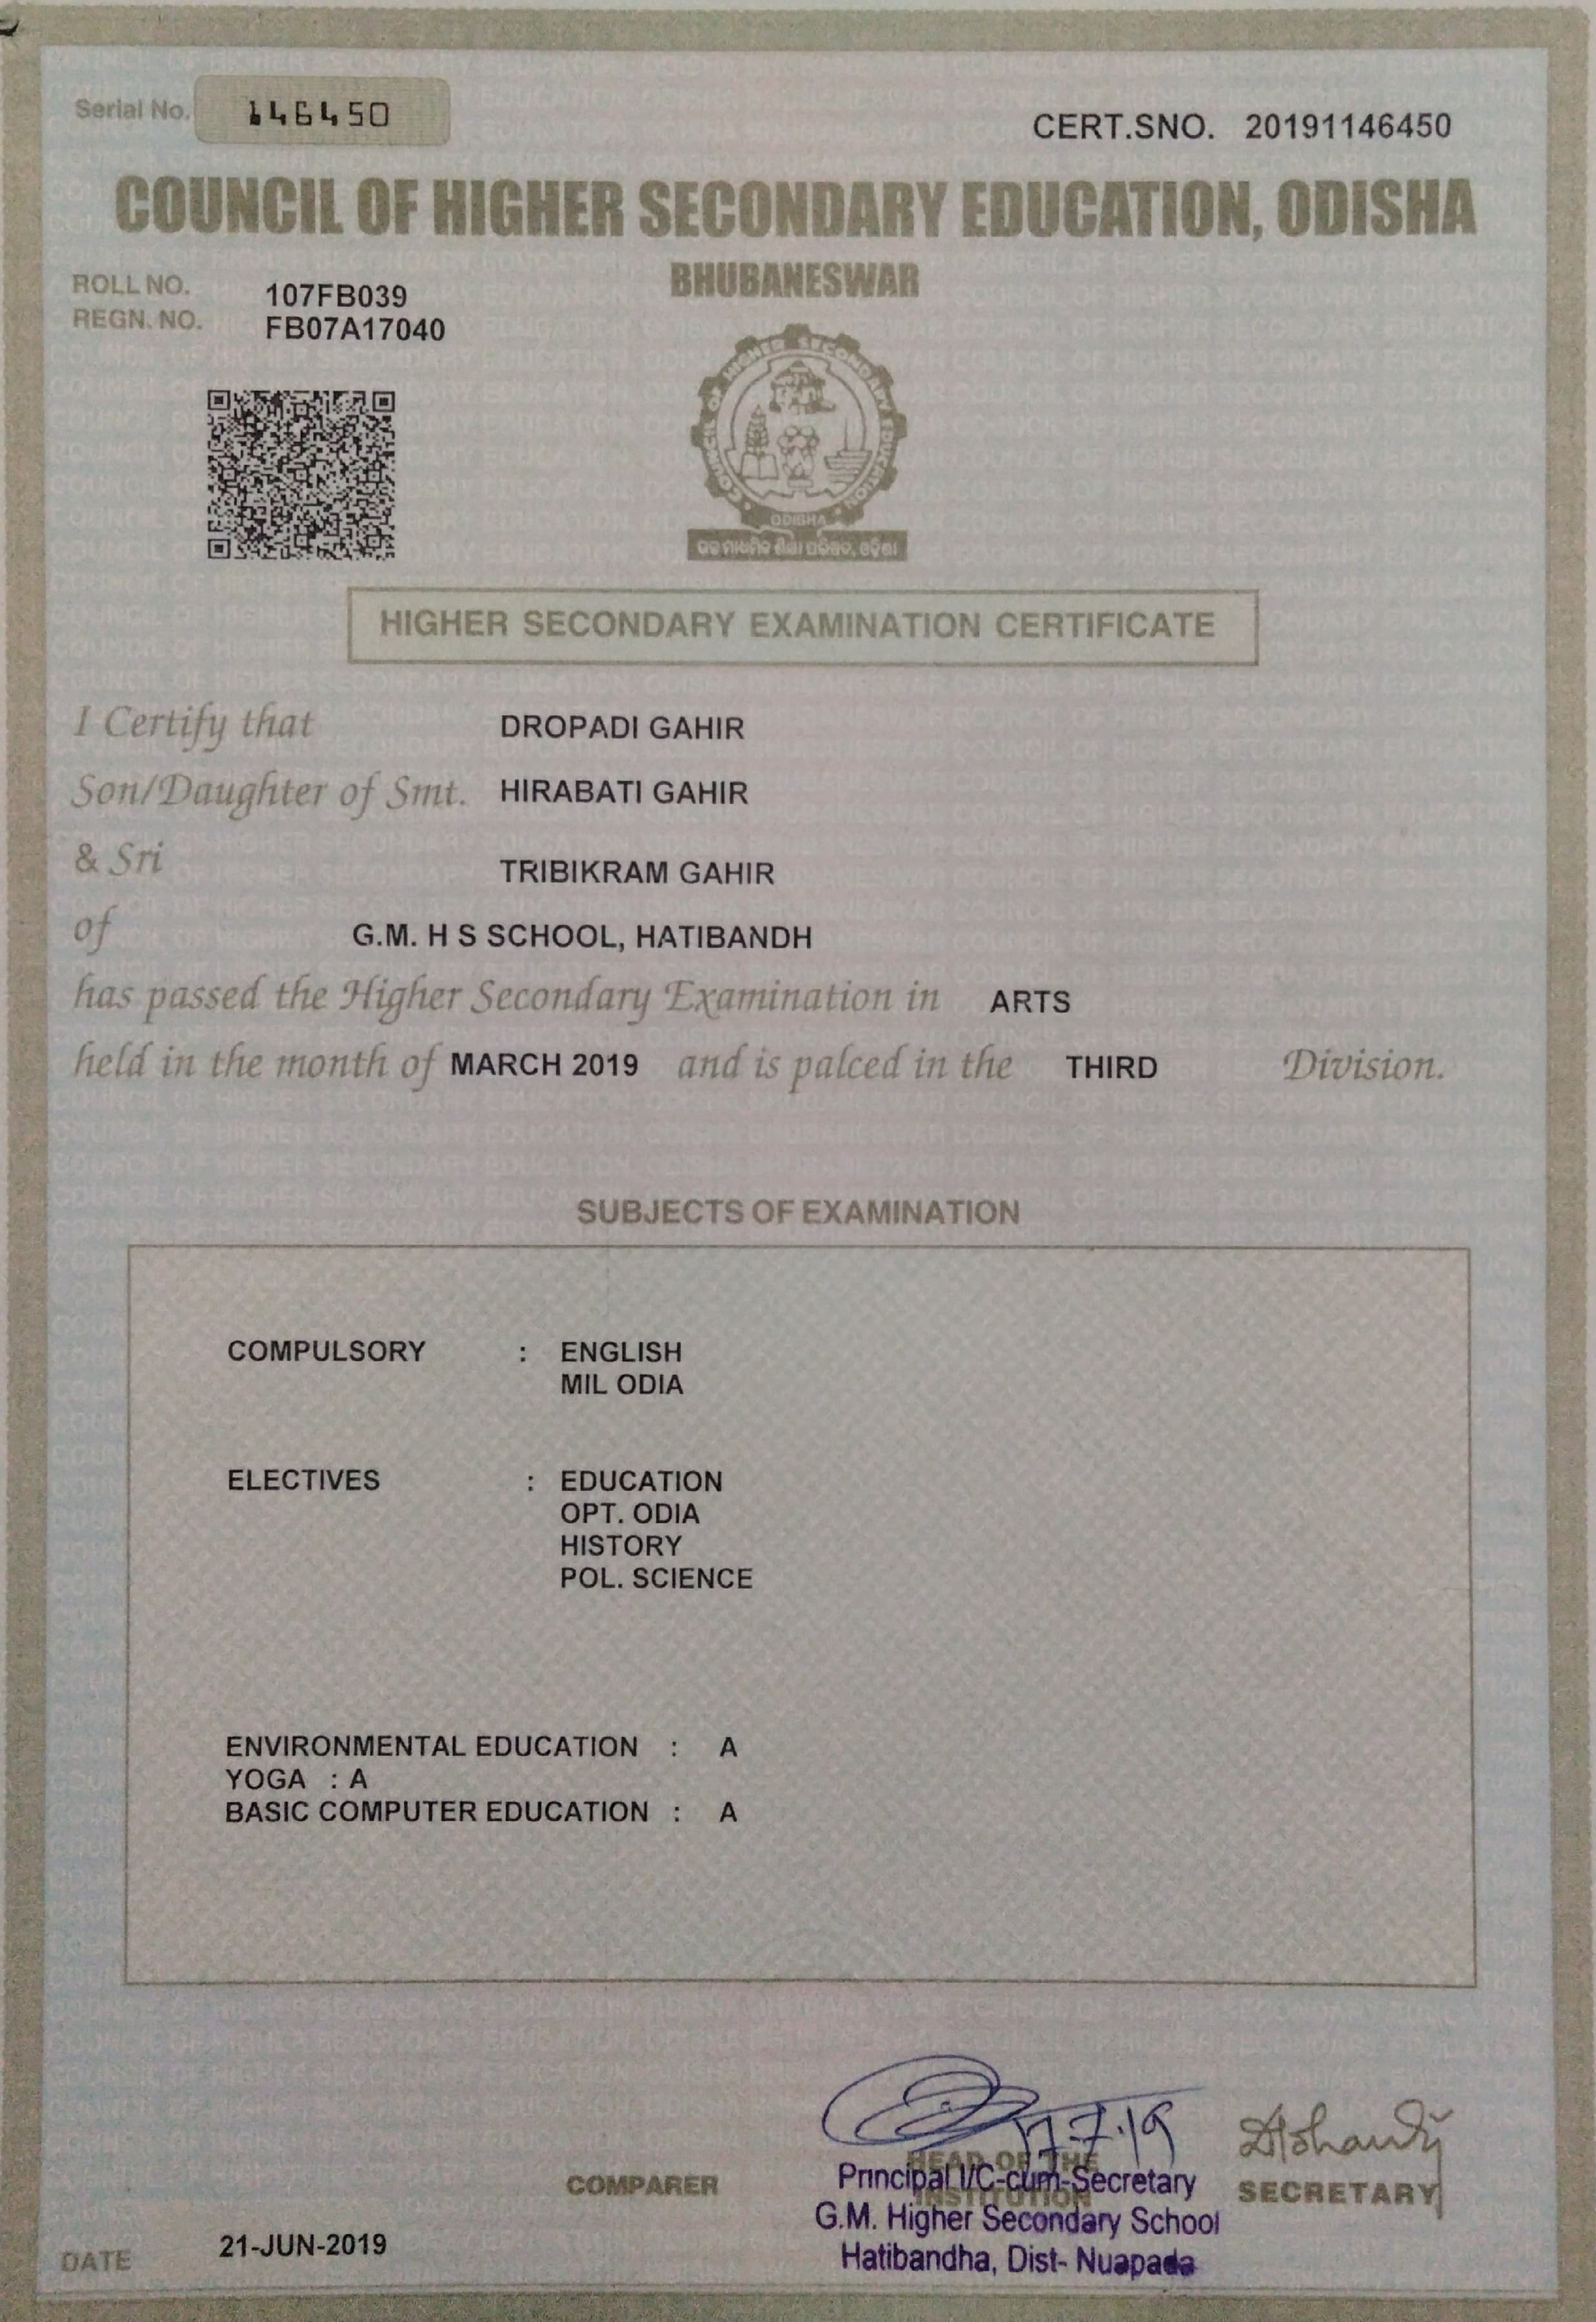 Serial No. 146450
CERT.SNO. 20191146450
COUNCIL OF HIGHER SECONDARY EDUCATION, ODISHA
BHUBANESWAR
ROLL NO. 107FB039
REGN. NO. FB07A17040
COUNCIL OF HIGHER SECONDARY EDUCATION
ODISHA
HIGHER SECONDARY EXAMINATION CERTIFICATE
I Certify that DROPADI GAHIR
Son/Daughter of Smt. HIRABATI GAHIR
& Sri TRIBIKRAM GAHIR
of G.M. H S SCHOOL, HATIBANDH
has passed the Higher Secondary Examination in ARTS
held in the month of MARCH 2019 and is palced in the THIRD Division.
SUBJECTS OF EXAMINATION
COMPULSORY : ENGLISH
MIL ODIA
ELECTIVES : EDUCATION
OPT. ODIA
HISTORY
POL. SCIENCE
ENVIRONMENTAL EDUCATION : A
YOGA : A
BASIC COMPUTER EDUCATION : A
17.7.19
HEAD OF THE
INSTITUTION
COMPARER
Principal I/C-cum-Secretary
SECRETARY
G.M. Higher Secondary School
Hatibandha, Dist- Nuapada
DATE 21-JUN-2019